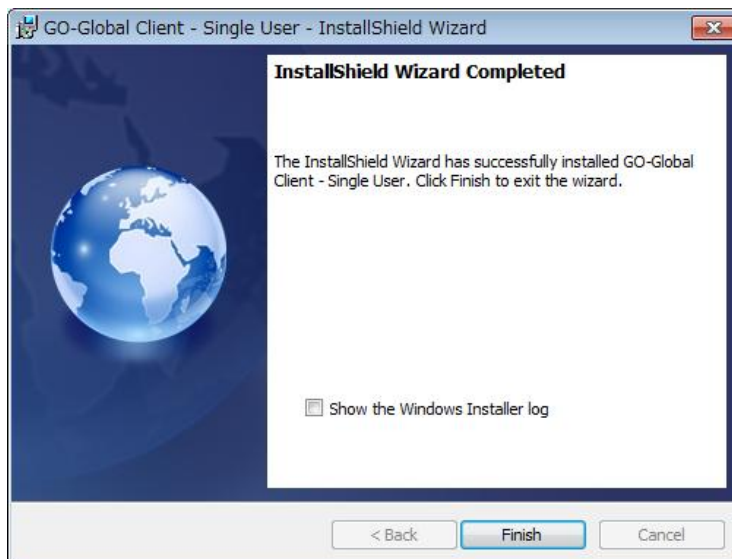 GO-Global Client - Single User - InstallShield Wizard
InstallShield Wizard Completed
The InstallShield Wizard has successfully installed GO-Global
Client - Single User. Click Finish to exit the wizard.
Show the Windows Installer log
< Back
Finish
Cancel